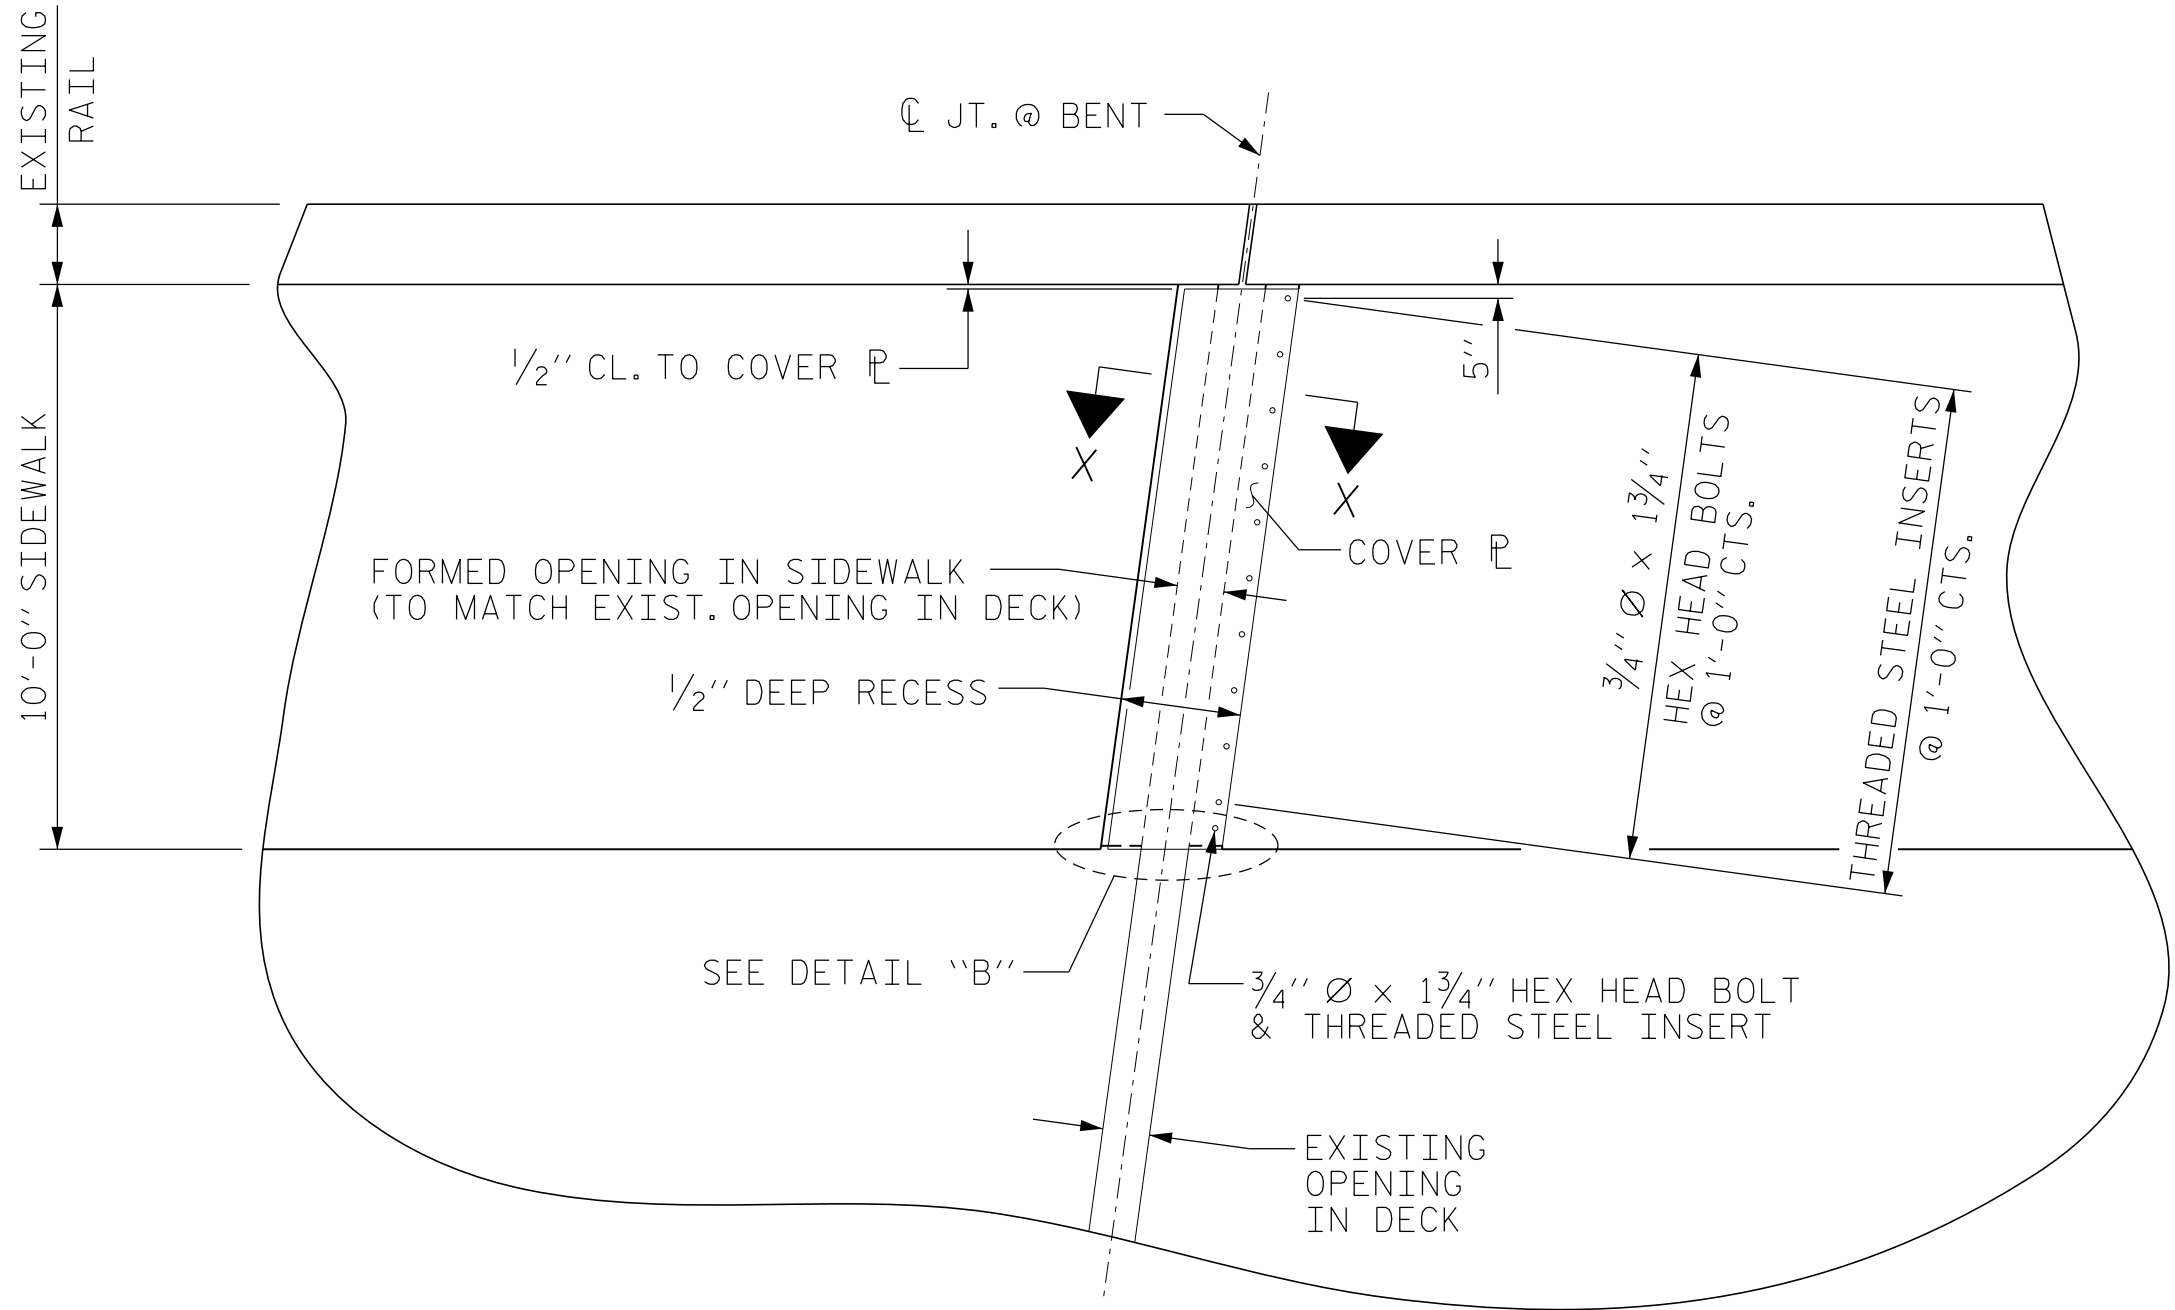 EXISTING
RAIL
℄ JT. @ BENT
½" CL. TO COVER ℙL
5"
10'-0" SIDEWALK
X
X
COVER ℙL
FORMED OPENING IN SIDEWALK
(TO MATCH EXIST. OPENING IN DECK)
½" DEEP RECESS
¾" Ø x 1¾"
HEX HEAD BOLTS
@ 1'-0" CTS.
THREADED STEEL INSERTS
@ 1'-0" CTS.
SEE DETAIL "B"
¾" Ø x 1¾" HEX HEAD BOLT
& THREADED STEEL INSERT
EXISTING
OPENING
IN DECK